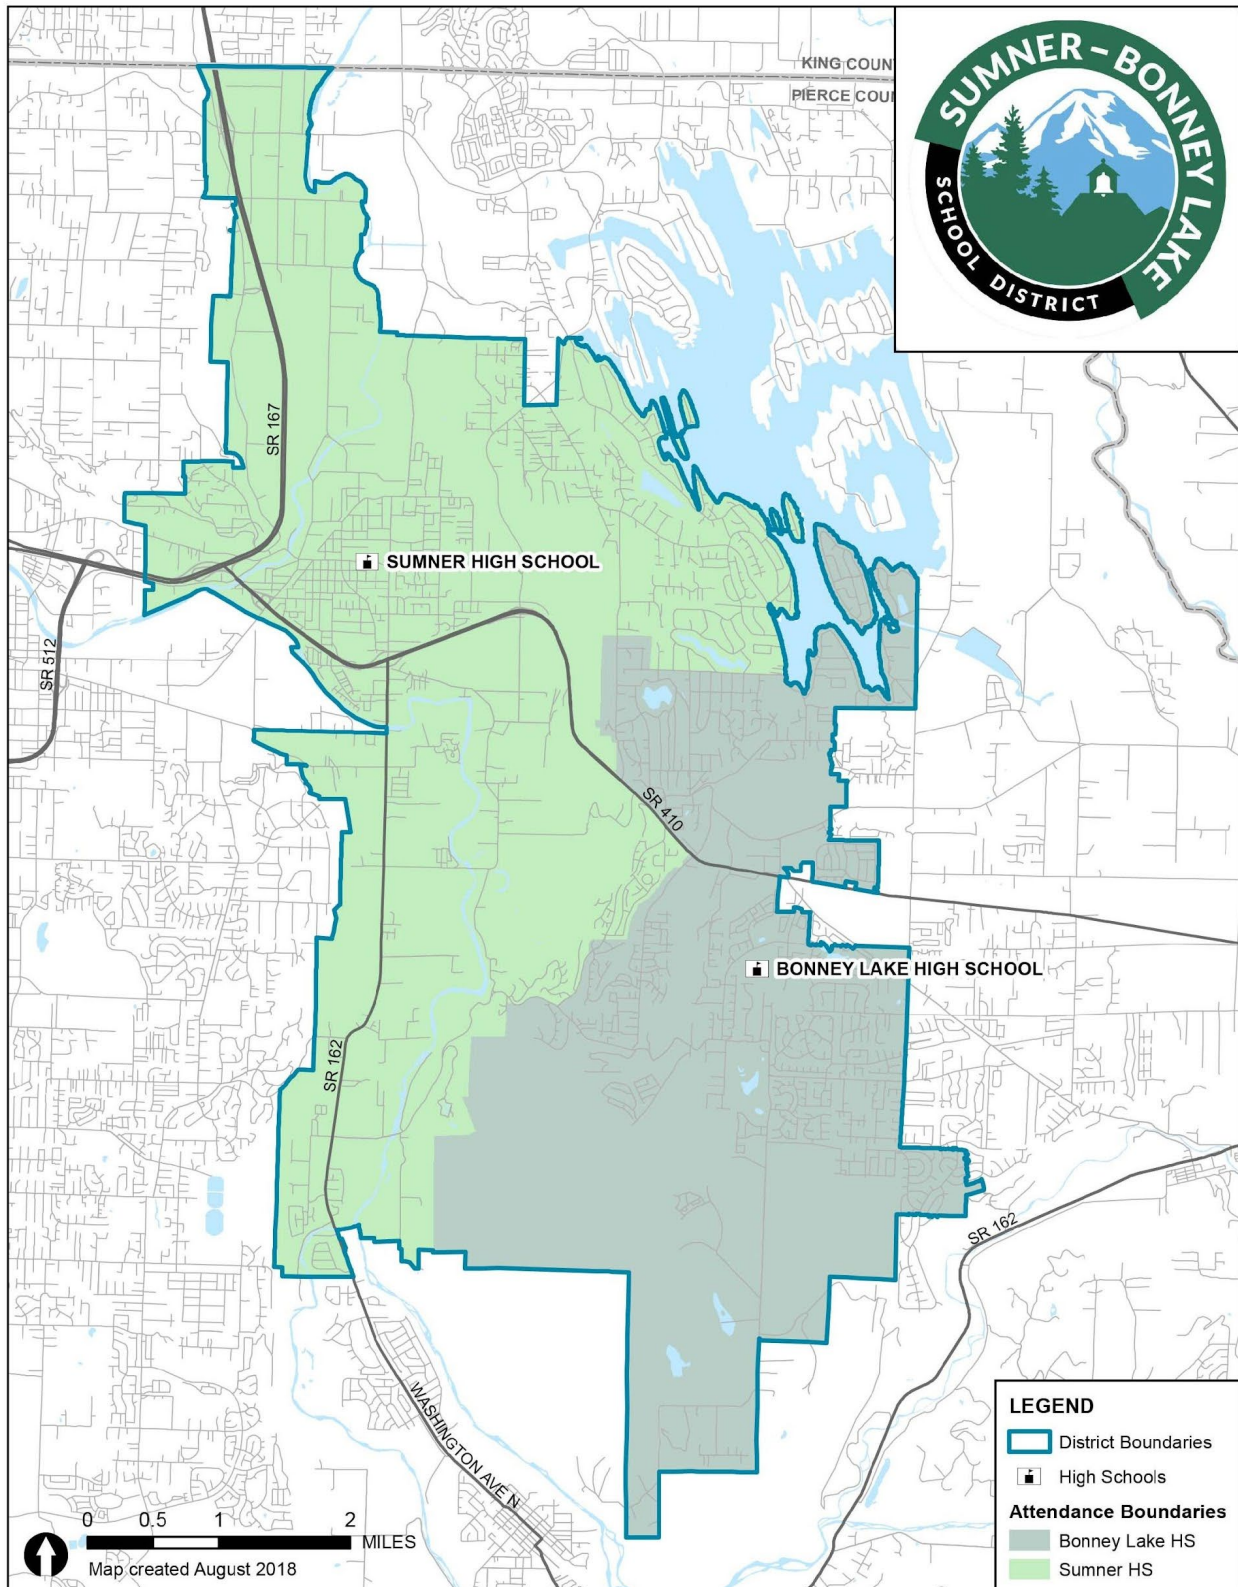 KING COUN
PIERCE COUN
SUMNER - BONNEY LAKE
SCHOOL DISTRICT
SR 167
SUMNER HIGH SCHOOL
SR 512
SR 410
BONNEY LAKE HIGH SCHOOL
SR 162
SR 162
WASHINGTON AVE N
LEGEND
District Boundaries
High Schools
Attendance Boundaries
Bonney Lake HS
Sumner HS
0 0.5 1 2
MILES
Map created August 2018